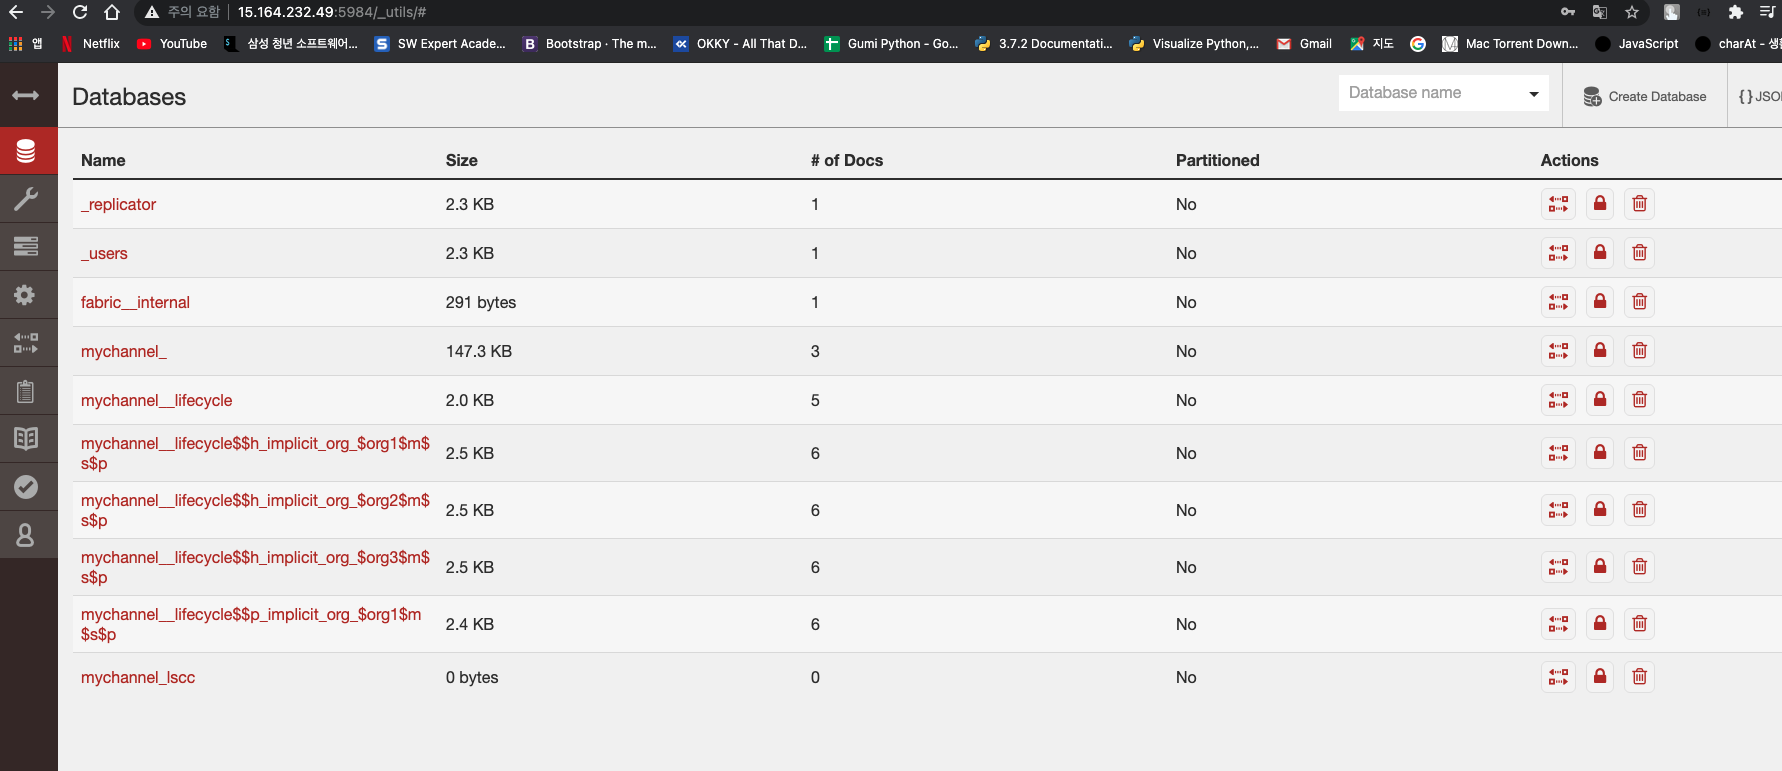 주의 요함 15.164.232.49:5984/_utils/#
앱 Netflix YouTube 삼성 청년 소프트웨어... SW Expert Acade... Bootstrap · The m... OKKY - All That D... Gumi Python - Go... 3.7.2 Documentati... Visualize Python,... Gmail 지도 Mac Torrent Down... JavaScript charAt - 생활
Databases Database name Create Database { } JSON
Name Size # of Docs Partitioned Actions
_replicator 2.3 KB 1 No
_users 2.3 KB 1 No
fabric__internal 291 bytes 1 No
mychannel_ 147.3 KB 3 No
mychannel__lifecycle 2.0 KB 5 No
mychannel__lifecycle$$h_implicit_org_$org1$m$
s$p 2.5 KB 6 No
mychannel__lifecycle$$h_implicit_org_$org2$m$
s$p 2.5 KB 6 No
mychannel__lifecycle$$h_implicit_org_$org3$m$
s$p 2.5 KB 6 No
mychannel__lifecycle$$p_implicit_org_$org1$m
$s$p 2.4 KB 6 No
mychannel_lscc 0 bytes 0 No